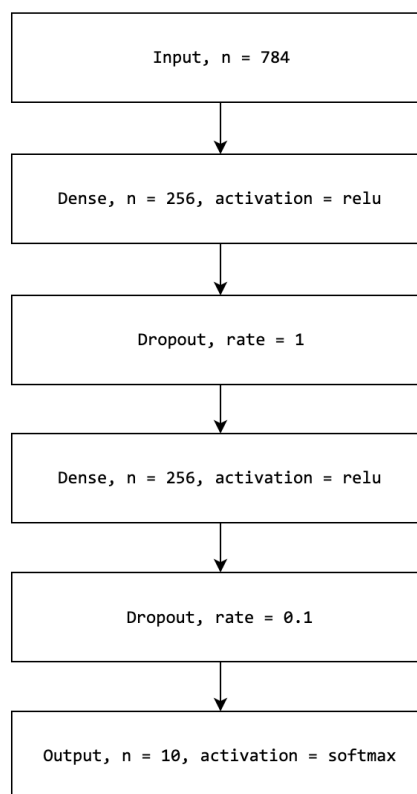 Input, n = 784
Dense, n = 256, activation = relu
Dropout, rate = 1
Dense, n = 256, activation = relu
Dropout, rate = 0.1
Output, n = 10, activation = softmax